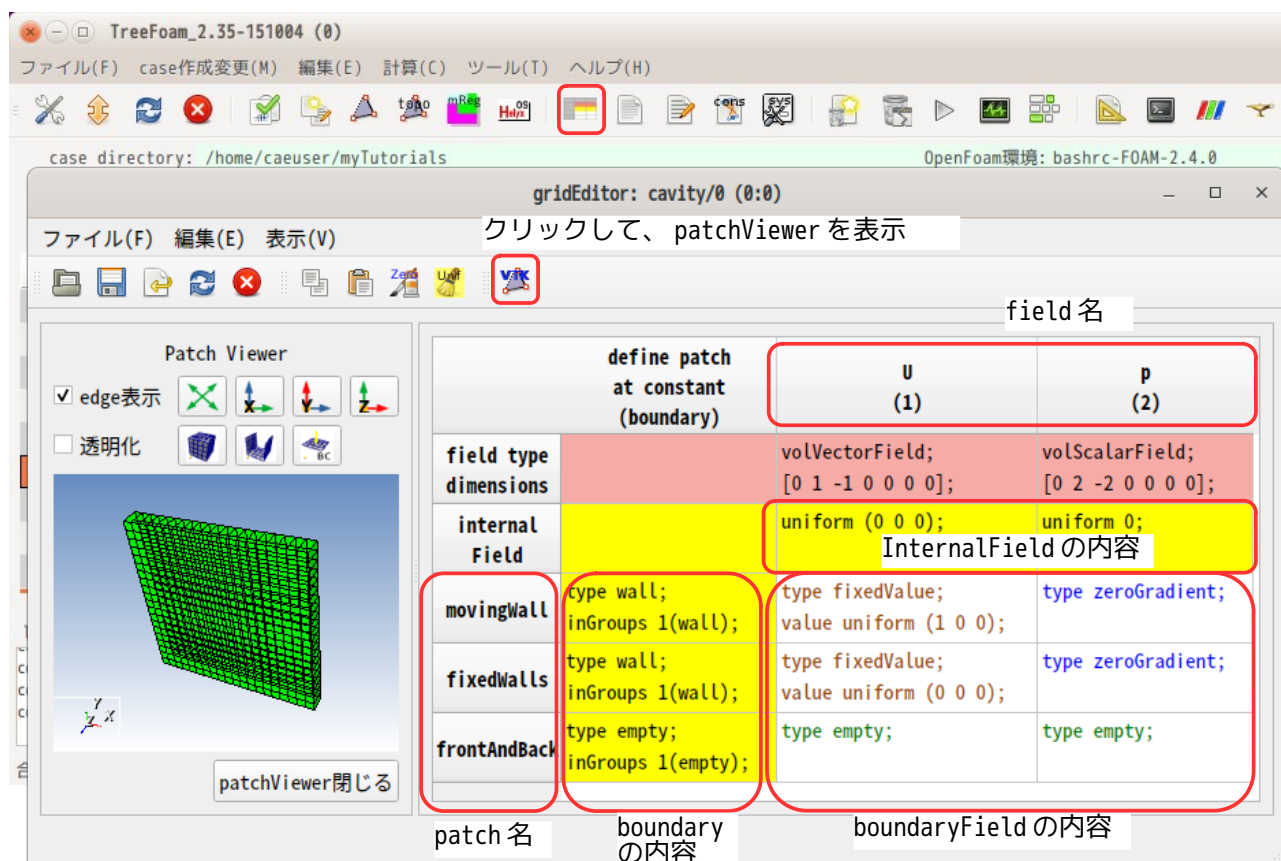 TreeFoam_2.35-151004 (0)
ファイル(F) case作成変更(M) 編集(E) 計算(C) ツール(T) ヘルプ(H)
case directory: /home/caeuser/myTutorials OpenFoam環境: bashrc-FOAM-2.4.0
gridEditor: cavity/0 (0:0)
クリックして、 patchViewer を表示
ファイル(F) 編集(E) 表示(V)
field 名
Patch Viewer
edge表示
透明化
BC
Y
Z X
patchViewer閉じる
define patch
at constant
(boundary)
U
(1)
p
(2)
field type
dimensions
volVectorField;
[0 1 -1 0 0 0 0];
volScalarField;
[0 2 -2 0 0 0 0];
internal
Field
uniform (0 0 0);
uniform 0;
InternalField の内容
movingWall
type wall;
inGroups 1(wall);
type fixedValue;
value uniform (1 0 0);
type zeroGradient;
fixedWalls
type wall;
inGroups 1(wall);
type fixedValue;
value uniform (0 0 0);
type zeroGradient;
frontAndBack
type empty;
inGroups 1(empty);
type empty;
type empty;
patch 名
boundary
の内容
boundaryField の内容